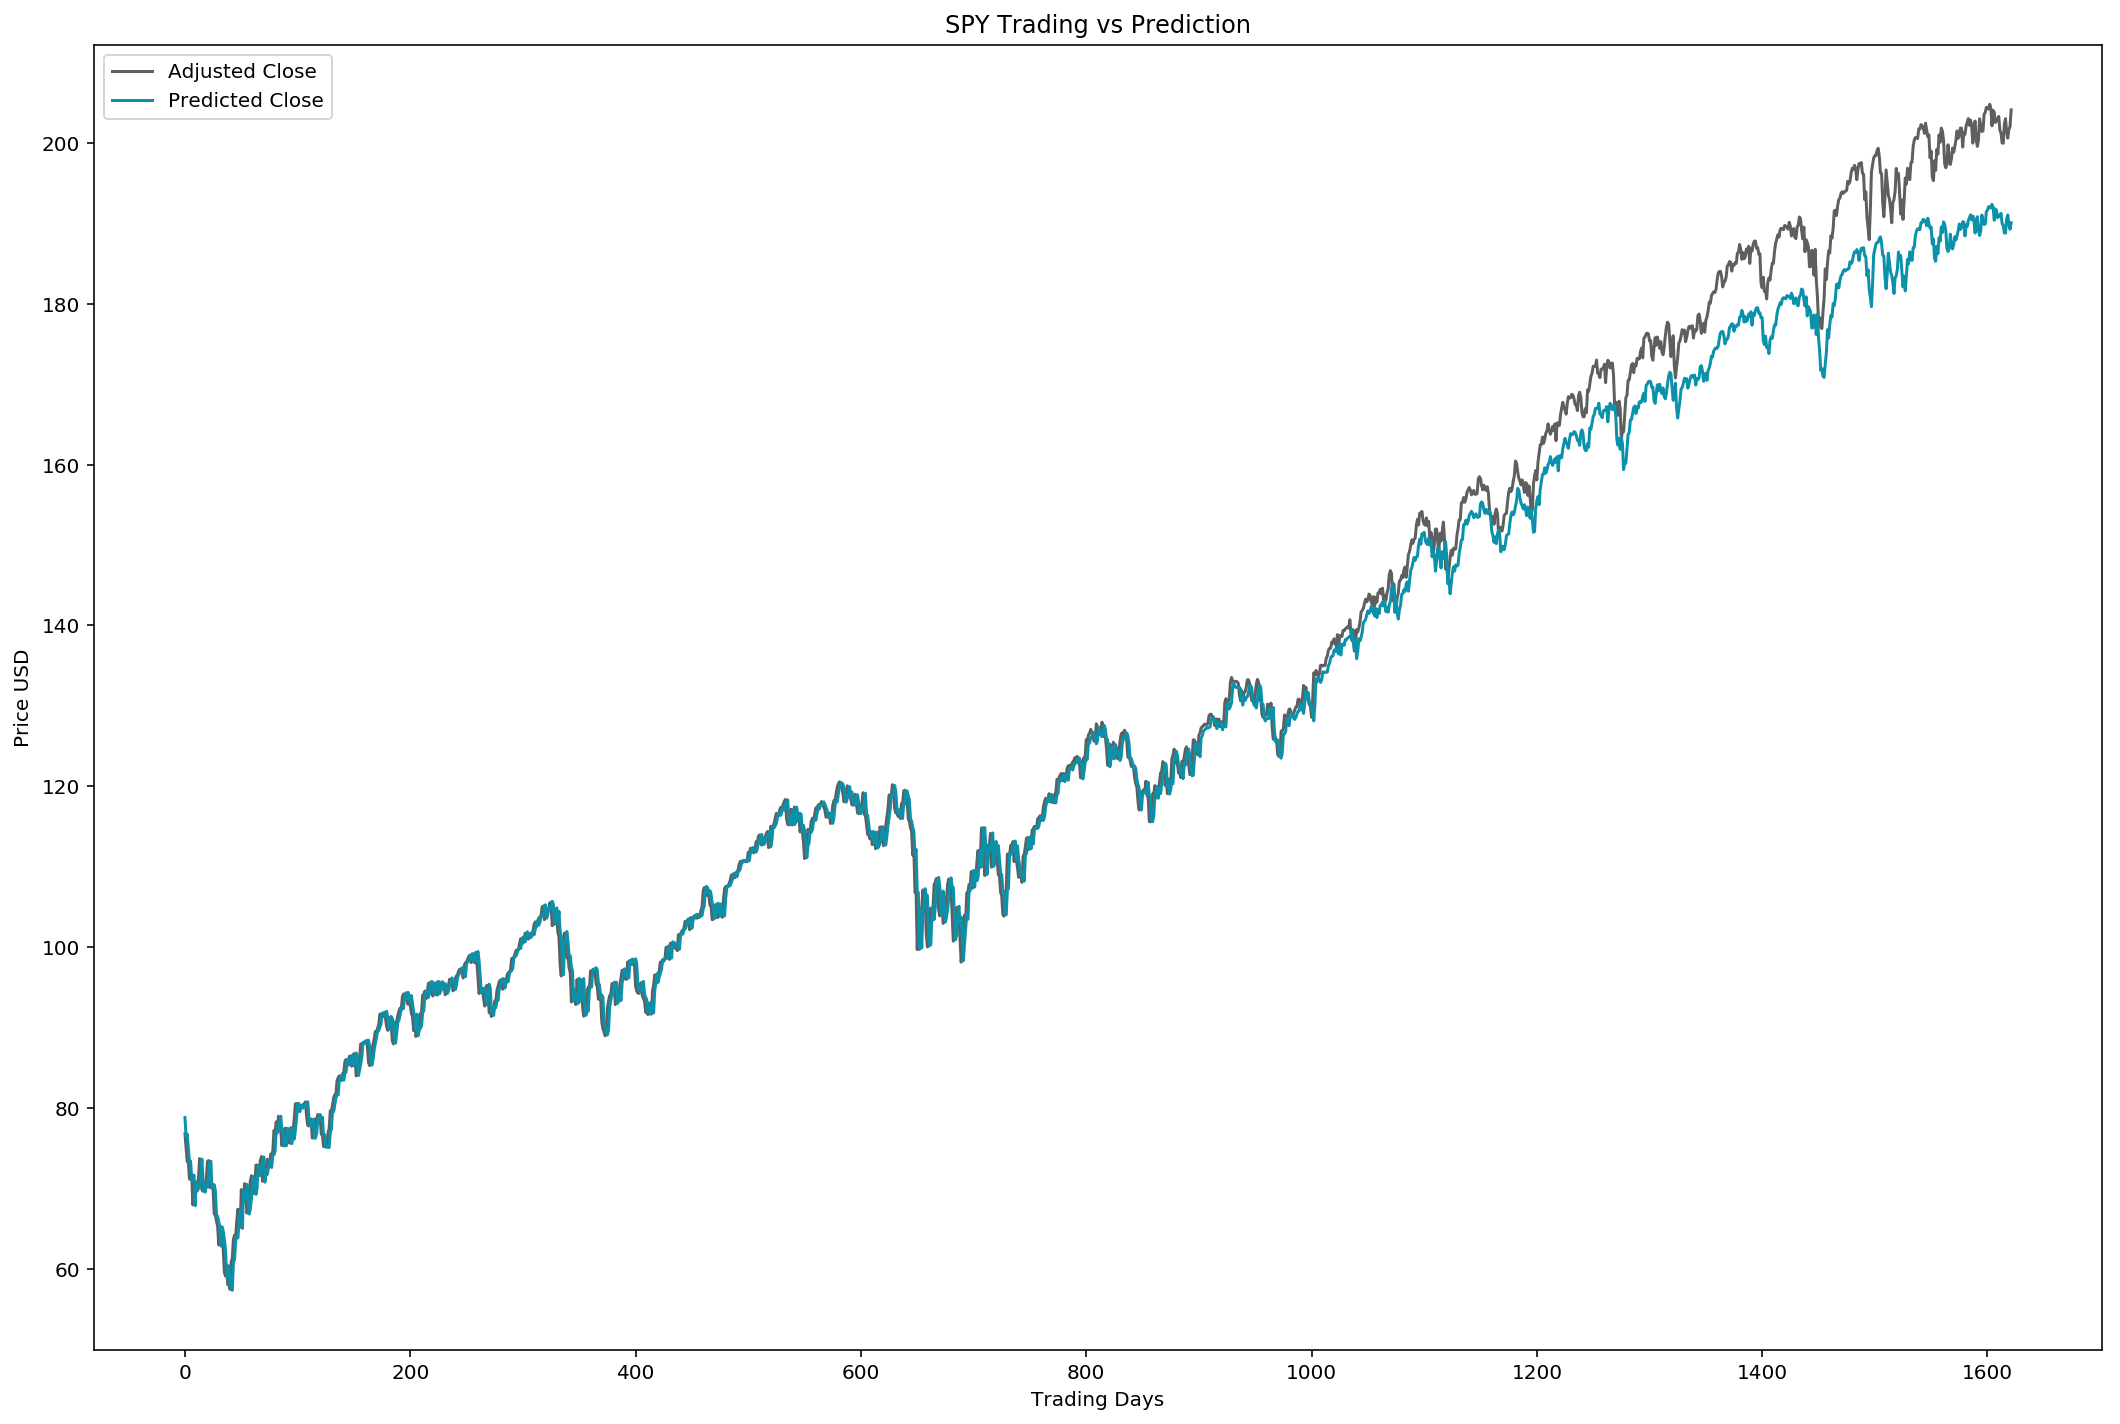 SPY Trading vs Prediction
Adjusted Close
Predicted Close
200
180
160
140
120
100
80
60
Price USD
0 200 400 600 800 1000 1200 1400 1600
Trading Days